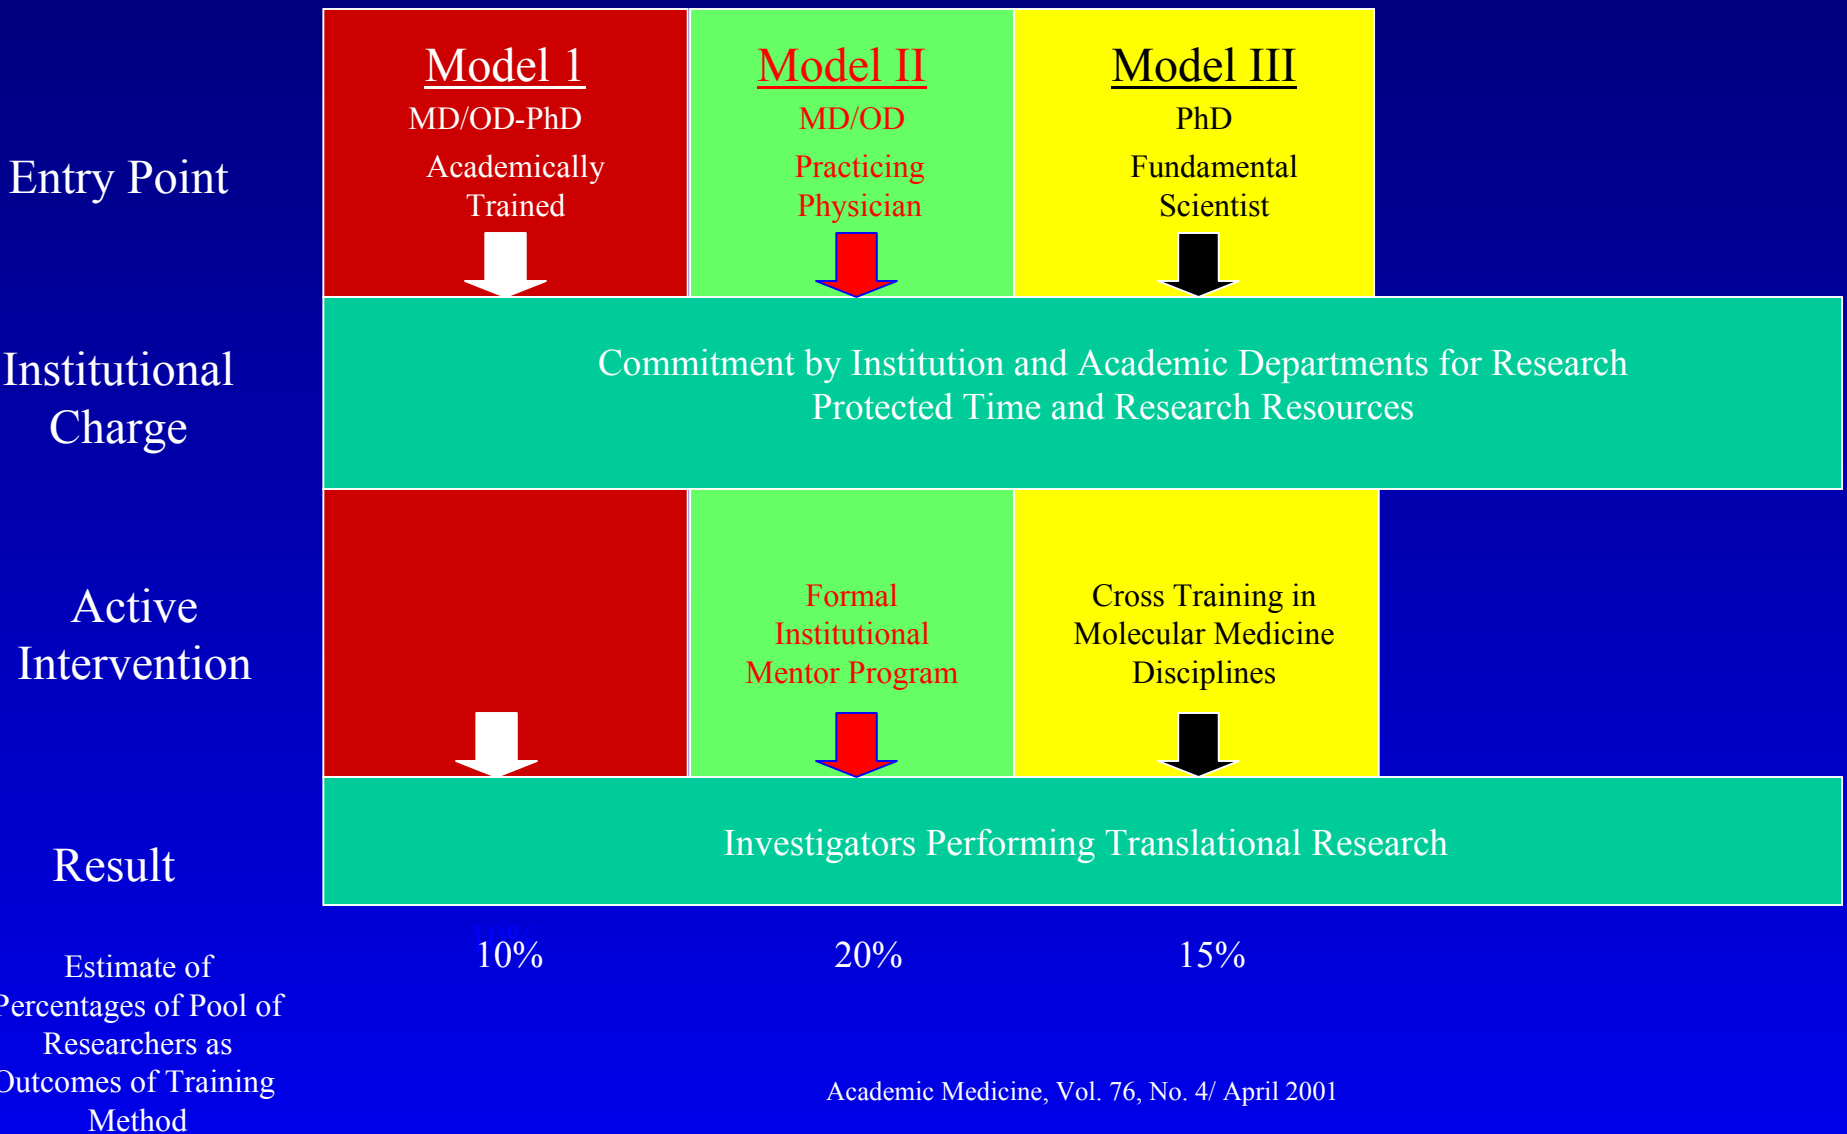 Model 1
MD/OD-PhD
Academically
Trained
Model II
MD/OD
Practicing
Physician
Model III
PhD
Fundamental
Scientist
Entry Point
Institutional
Charge
Commitment by Institution and Academic Departments for Research
Protected Time and Research Resources
Active
Intervention
Formal
Institutional
Mentor Program
Cross Training in
Molecular Medicine
Disciplines
Result
Investigators Performing Translational Research
Estimate of
Percentages of Pool of
Researchers as
Outcomes of Training
Method
10%
10%
20%
15%
Academic Medicine, Vol. 76, No. 4/ April 2001